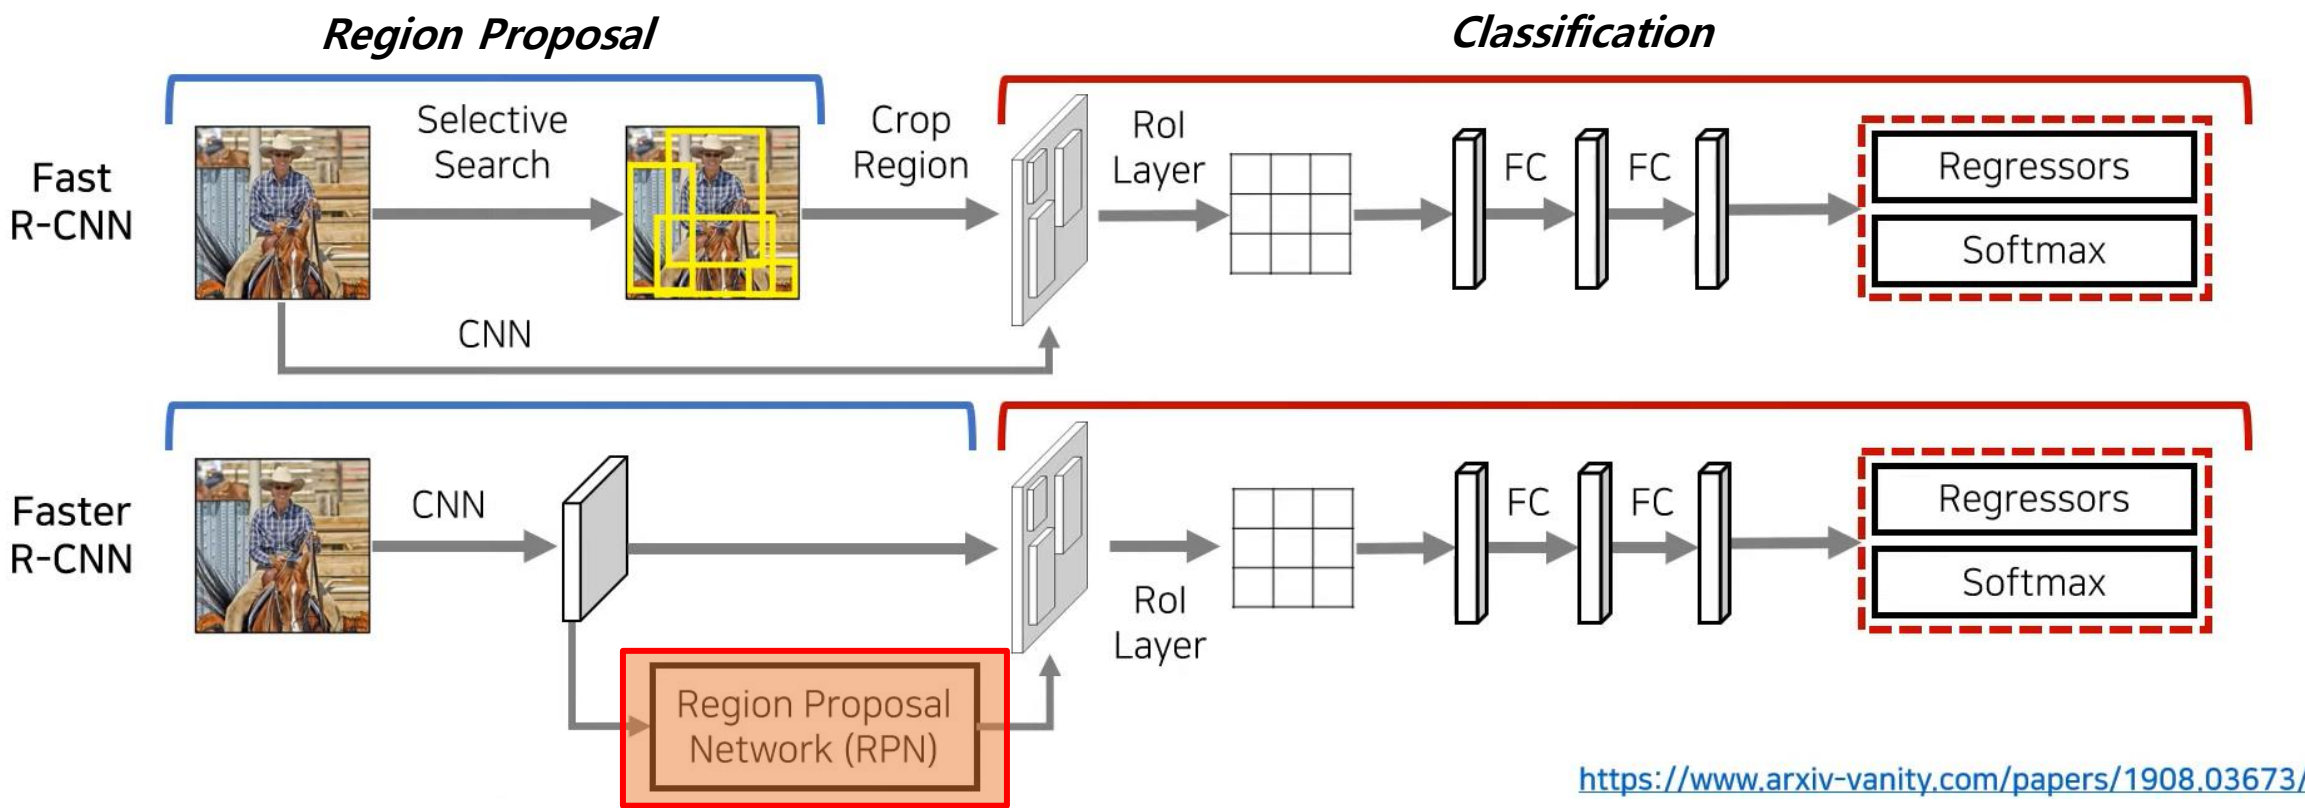 Region Proposal
Classification
Fast
R-CNN
Selective
Search
Crop
Region
RoI
Layer
FC
FC
Regressors
Softmax
CNN
Faster
R-CNN
CNN
RoI
Layer
FC
FC
Regressors
Softmax
Region Proposal
Network (RPN)
https://www.arxiv-vanity.com/papers/1908.03673/